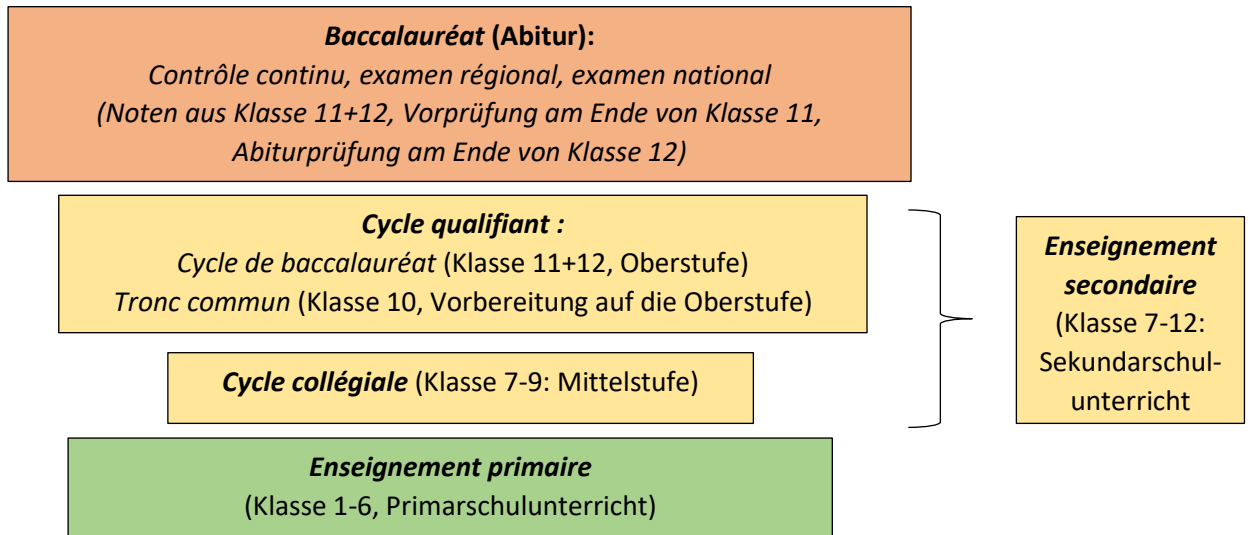 Baccalauréat (Abitur):
Contrôle continu, examen régional, examen national
(Noten aus Klasse 11+12, Vorprüfung am Ende von Klasse 11,
Abiturprüfung am Ende von Klasse 12)
Cycle qualifiant :
Cycle de baccalauréat (Klasse 11+12, Oberstufe)
Tronc commun (Klasse 10, Vorbereitung auf die Oberstufe)
Cycle collégiale (Klasse 7-9: Mittelstufe)
Enseignement
secondaire
(Klasse 7-12:
Sekundarschul-
unterricht
Enseignement primaire
(Klasse 1-6, Primarschulunterricht)